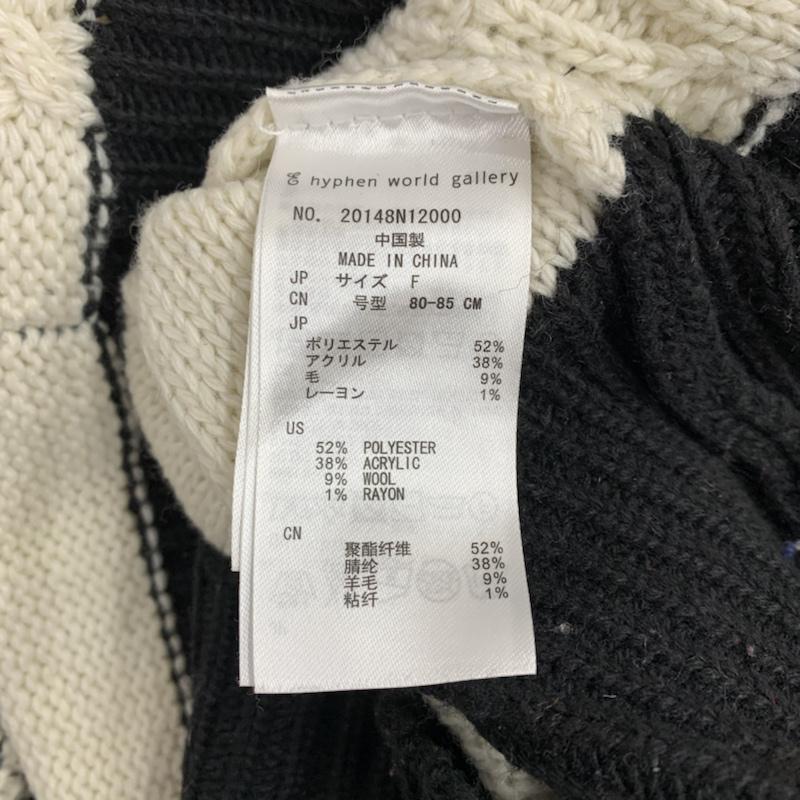 hyphen world gallery
NO. 20148N12000
中国製
MADE IN CHINA
JP サイズ F
CN 号型 80-85 CM
JP
ポリエステル 52%
アクリル 38%
毛 9%
レーヨン 1%
US
52% POLYESTER
38% ACRYLIC
9% WOOL
1% RAYON
CN
聚酯纤维 52%
腈纶 38%
羊毛 9%
粘纤 1%